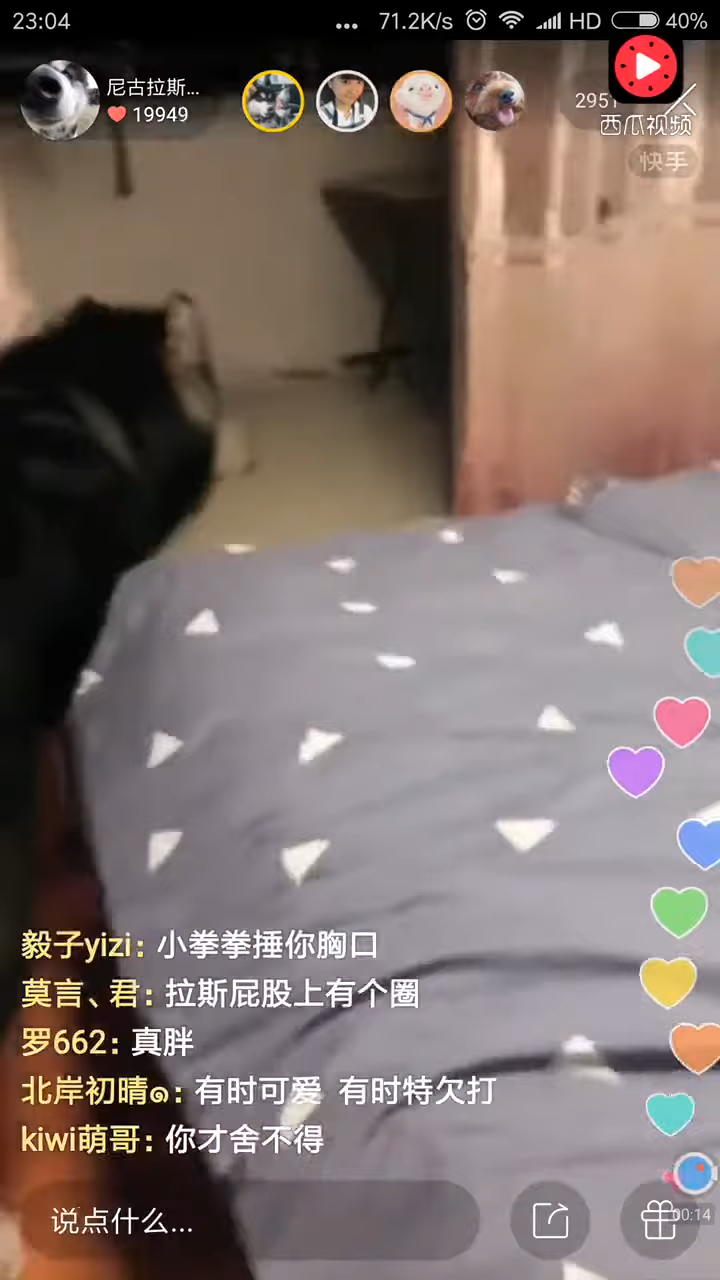 23:04 ... 71.2K/s HD 40%
尼古拉斯...
19949
2951
西瓜视频
快手
毅子yizi: 小拳拳捶你胸口
莫言、君: 拉斯屁股上有个圈
罗662: 真胖
北岸初晴๑: 有时可爱 有时特欠打
kiwi萌哥: 你才舍不得
说点什么...
00:14